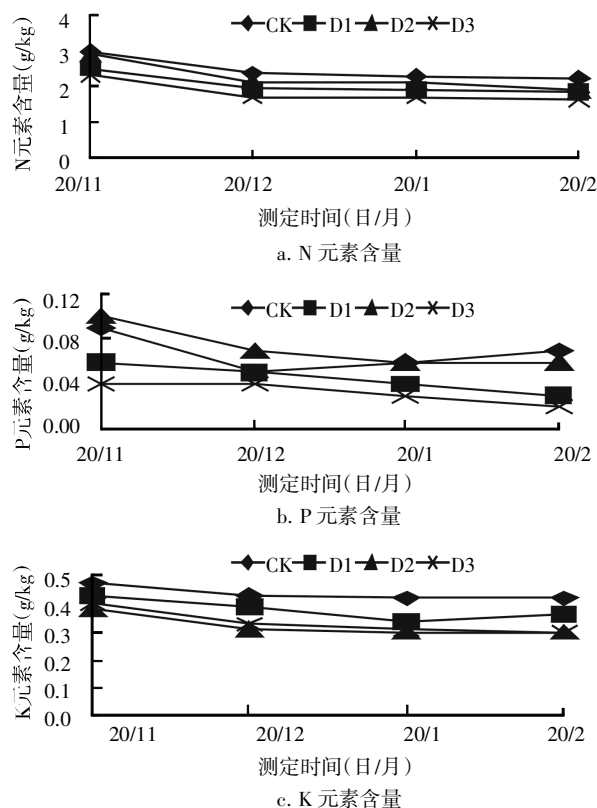 CK D1 D2 D3
N元素含量(g/kg)
4
3
2
1
0
20/11 20/12 20/1 20/2
测定时间(日/月)
a. N 元素含量
CK D1 D2 D3
P元素含量(g/kg)
0.12
0.08
0.04
0.00
20/11 20/12 20/1 20/2
测定时间(日/月)
b. P 元素含量
CK D1 D2 D3
K元素含量(g/kg)
0.5
0.4
0.3
0.2
0.1
0.0
20/11 20/12 20/1 20/2
测定时间(日/月)
c. K 元素含量